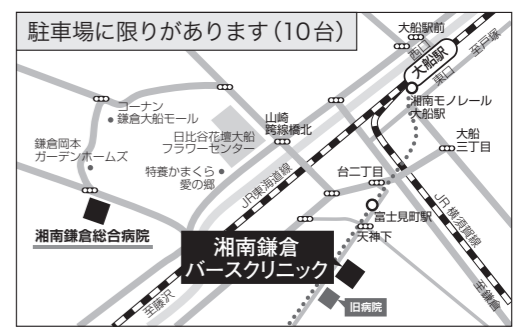 駐車場に限りがあります(10台)
大船駅前
西口
大船駅
東口
至戸塚
湘南モノレール
大船駅
コーナン
鎌倉大船モール
山崎
跨線橋北
日比谷花壇大船
フラワーセンター
大船
三丁目
鎌倉岡本
ガーデンホームズ
特養かまくら
愛の郷
台二丁目
JR東海道線
JR横須賀線
富士見町駅
天神下
湘南鎌倉総合病院
湘南鎌倉
バースクリニック
旧病院
至藤沢
至鎌倉